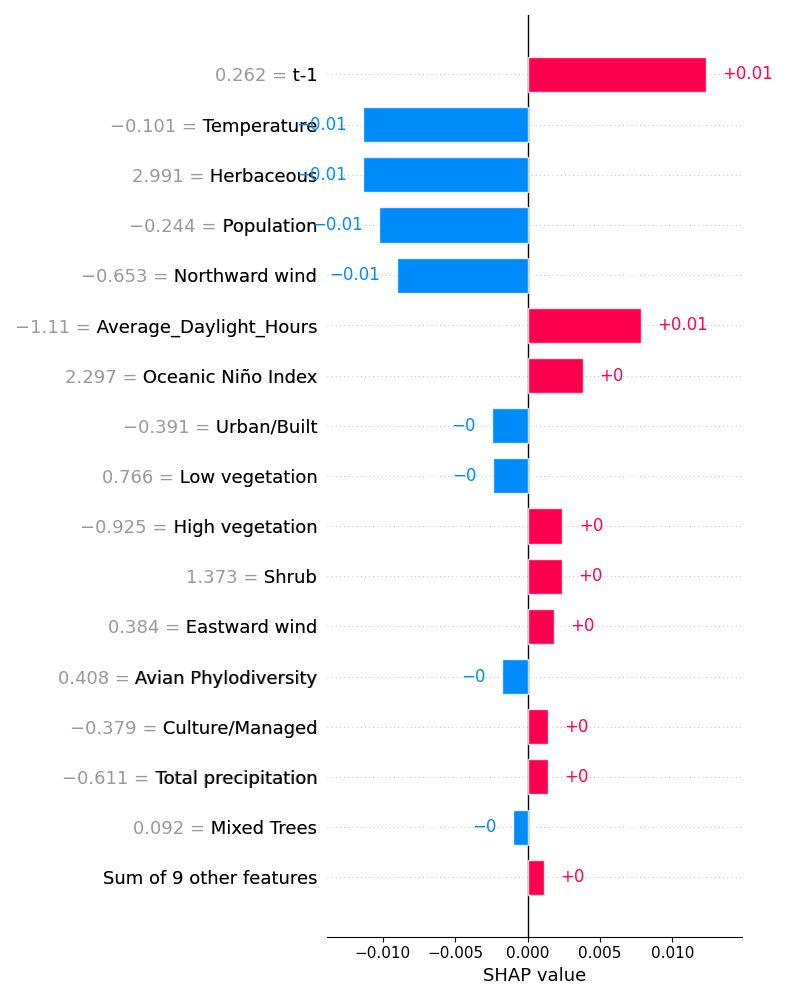 0.262 = t-1 +0.01
−0.101 = Temperature −0.01
2.991 = Herbaceous −0.01
−0.244 = Population −0.01
−0.653 = Northward wind −0.01
−1.11 = Average_Daylight_Hours +0.01
2.297 = Oceanic Niño Index +0
−0.391 = Urban/Built −0
0.766 = Low vegetation −0
−0.925 = High vegetation +0
1.373 = Shrub +0
0.384 = Eastward wind +0
0.408 = Avian Phylodiversity −0
−0.379 = Culture/Managed +0
−0.611 = Total precipitation +0
0.092 = Mixed Trees −0
Sum of 9 other features +0
−0.010 −0.005 0.000 0.005 0.010
SHAP value